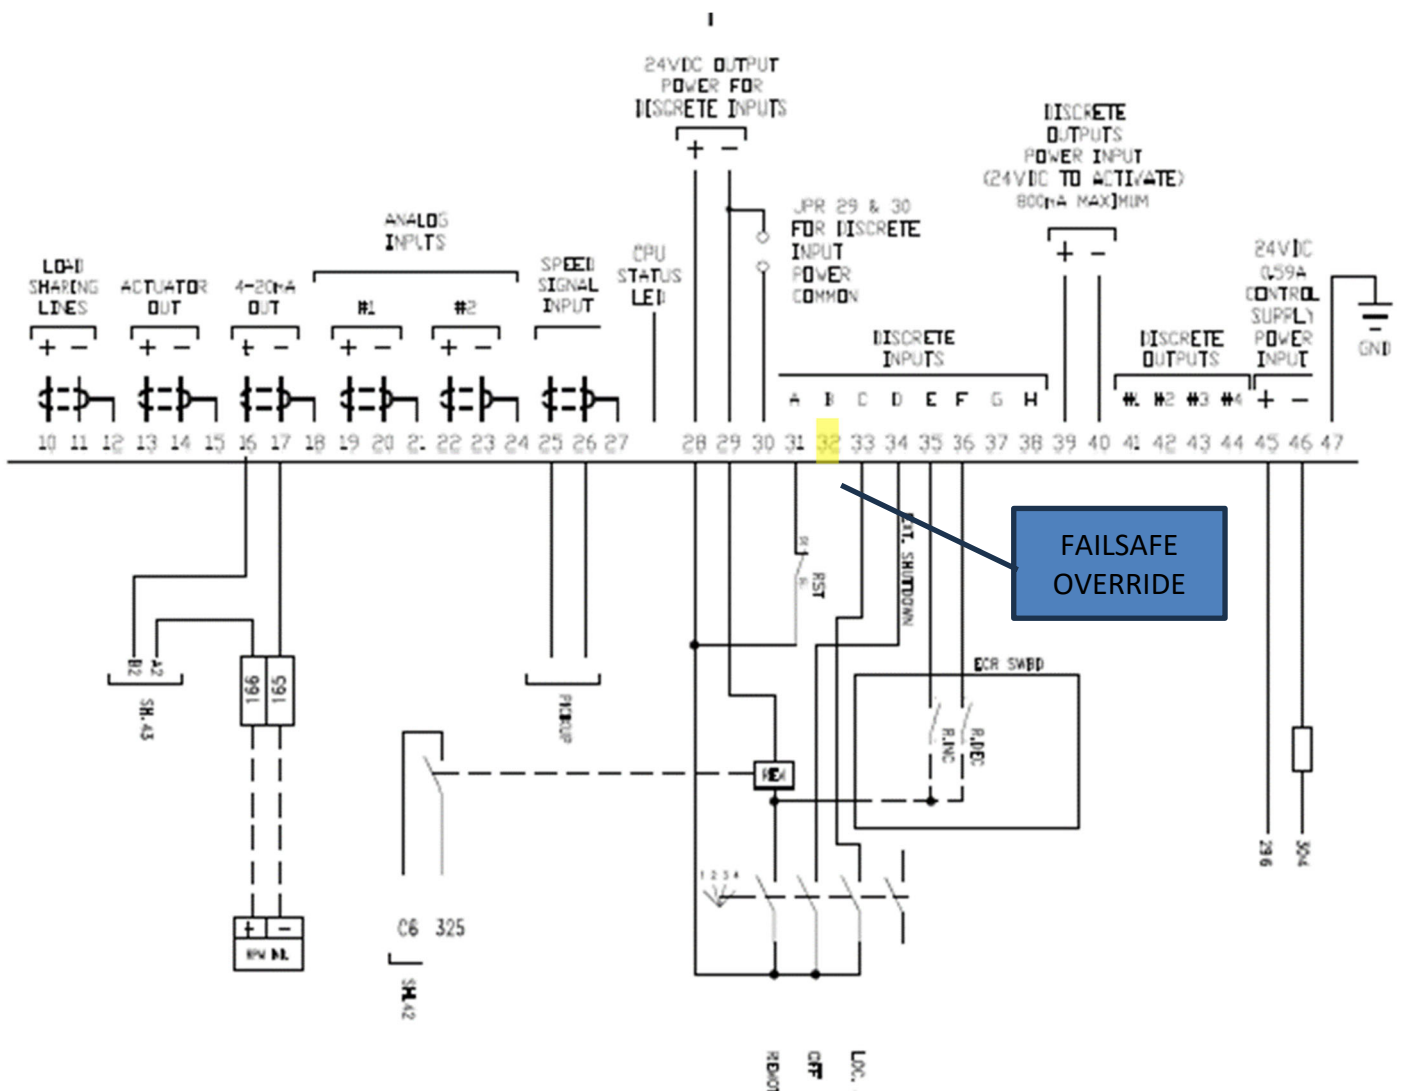 24VDC OUTPUT
POWER FOR
DISCRETE INPUTS
+ −
DISCRETE
OUTPUTS
POWER INPUT
(24VDC TO ACTIVATE)
800mA MAXIMUM
+ −
JPR 29 & 30
FOR DISCRETE
INPUT
POWER
COMMON
ANALOG
INPUTS
LOAD
SHARING
LINES
+ −
ACTUATOR
OUT
+ −
4-20mA
OUT
+ −
#1
+ −
#2
+ −
SPEED
SIGNAL
INPUT
CPU
STATUS
LED
DISCRETE
INPUTS
A B C D E F G H
DISCRETE
OUTPUTS
#1 #2 #3 #4
24VDC
0.59A
CONTROL
SUPPLY
POWER
INPUT
+ −
GND
10 11 12 13 14 15 16 17 18 19 20 21 22 23 24 25 26 27 28 29 30 31 32 33 34 35 36 37 38 39 40 41 42 43 44 45 46 47
FAILSAFE
OVERRIDE
RST
EXT. SHUTDOWN
ECR SWBD
R.INC
R.DEC
B2
A2
SH.43
166
165
PICKUP
REM
1 2 3 4
296
304
+ −
C6 325
SH.42
OFF
LOC.